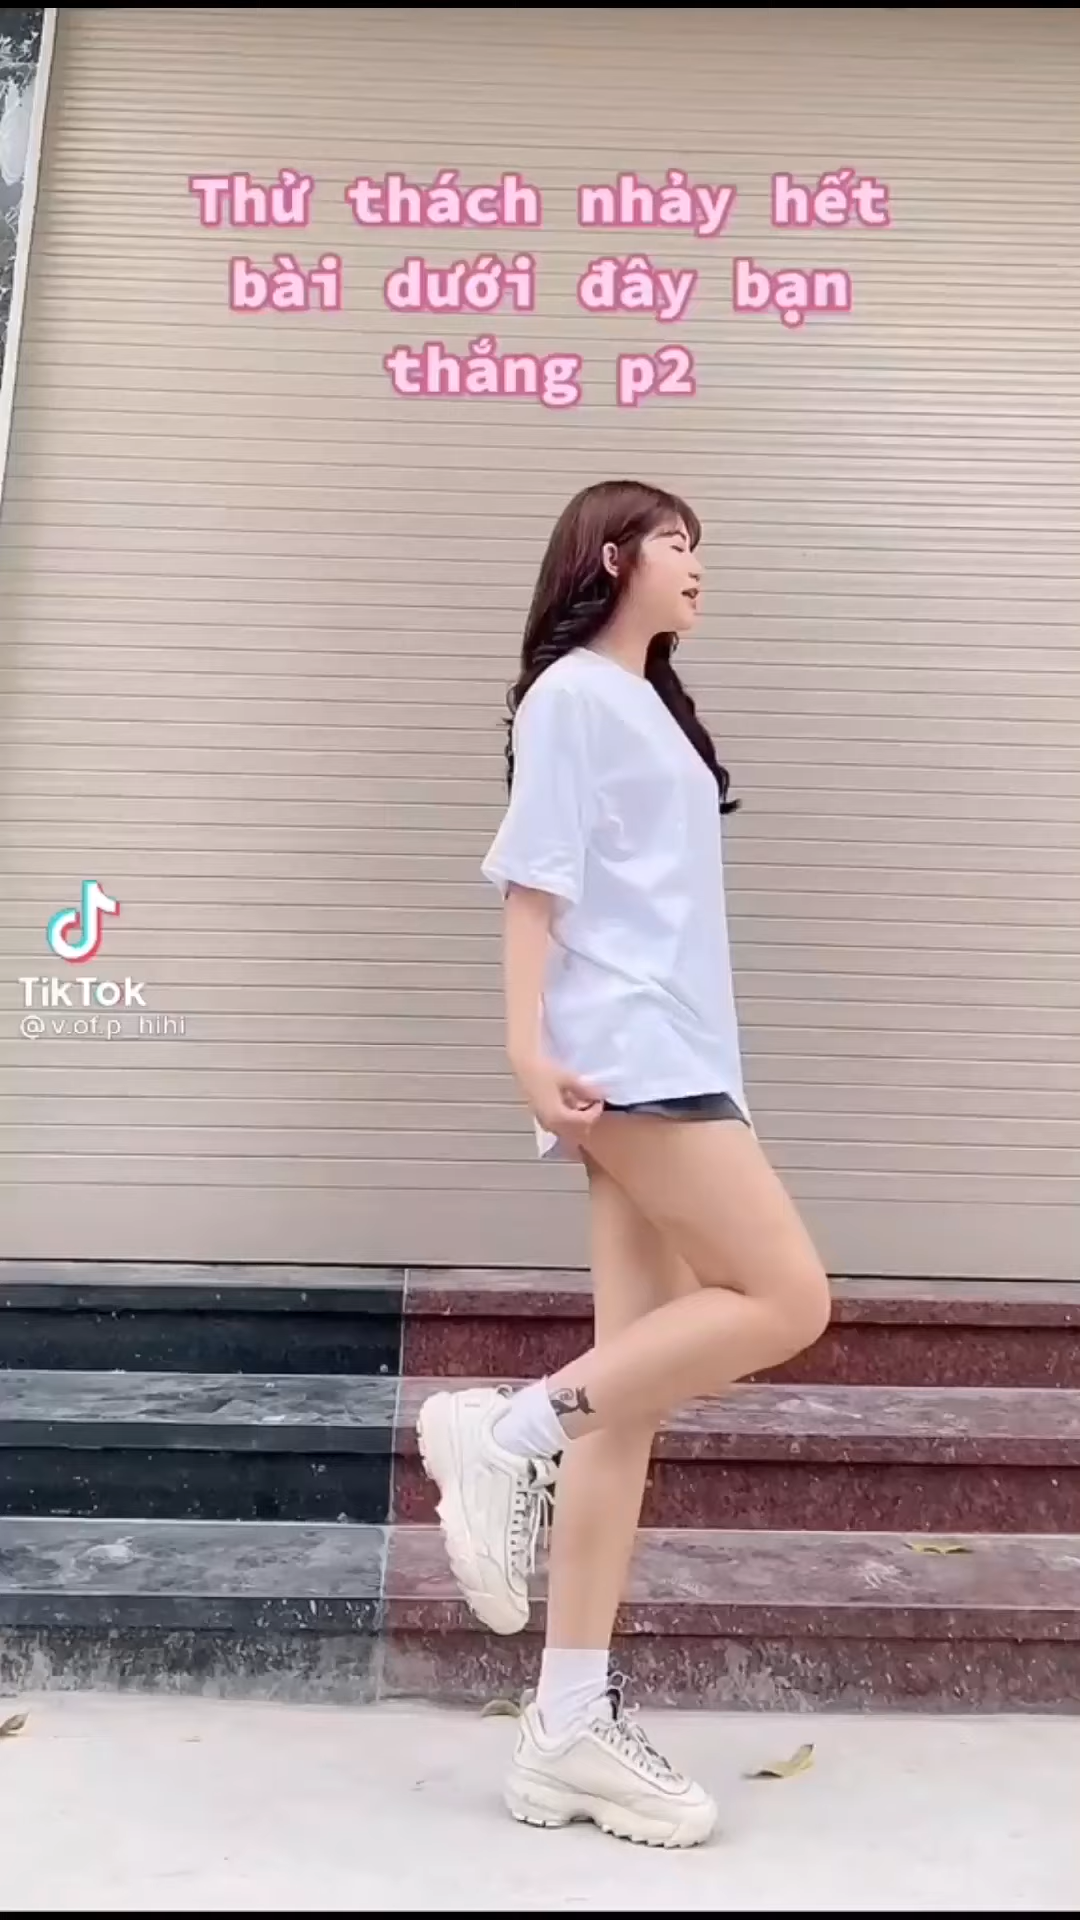 Thử thách nhảy hết
bài dưới đây bạn
thắng p2
TikTok
@v.of.p_hihi